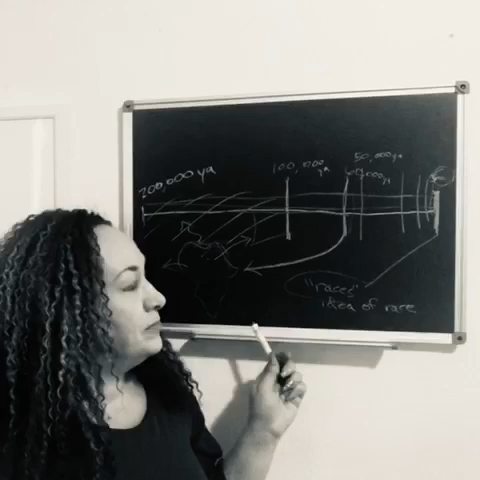 200,000 ya
100,000 ya
50,000 ya
60,000 ya
"races"
idea of race